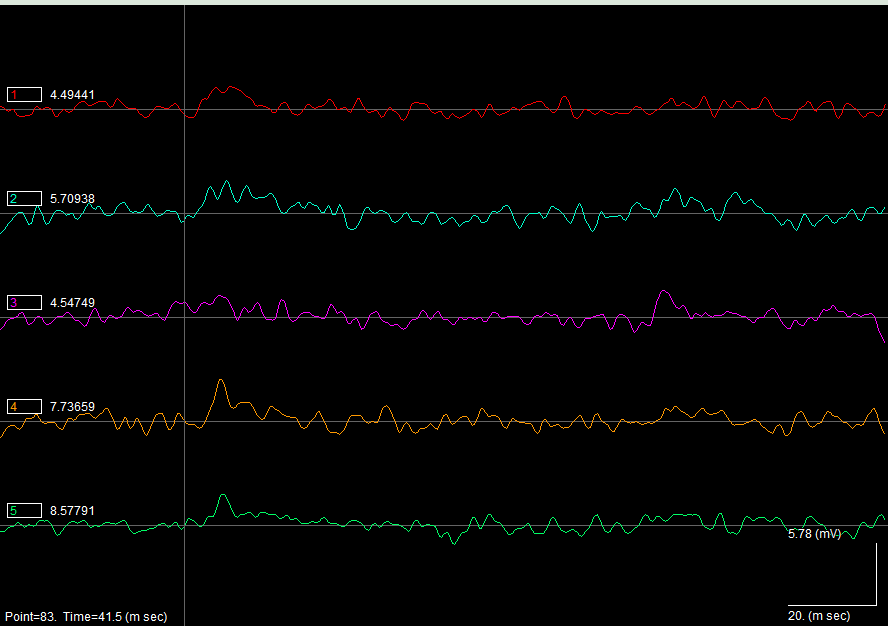 1 4.49441
2 5.70938
3 4.54749
4 7.73659
5 8.57791
5.78 (mV)
Point=83. Time=41.5 (m sec)
20. (m sec)